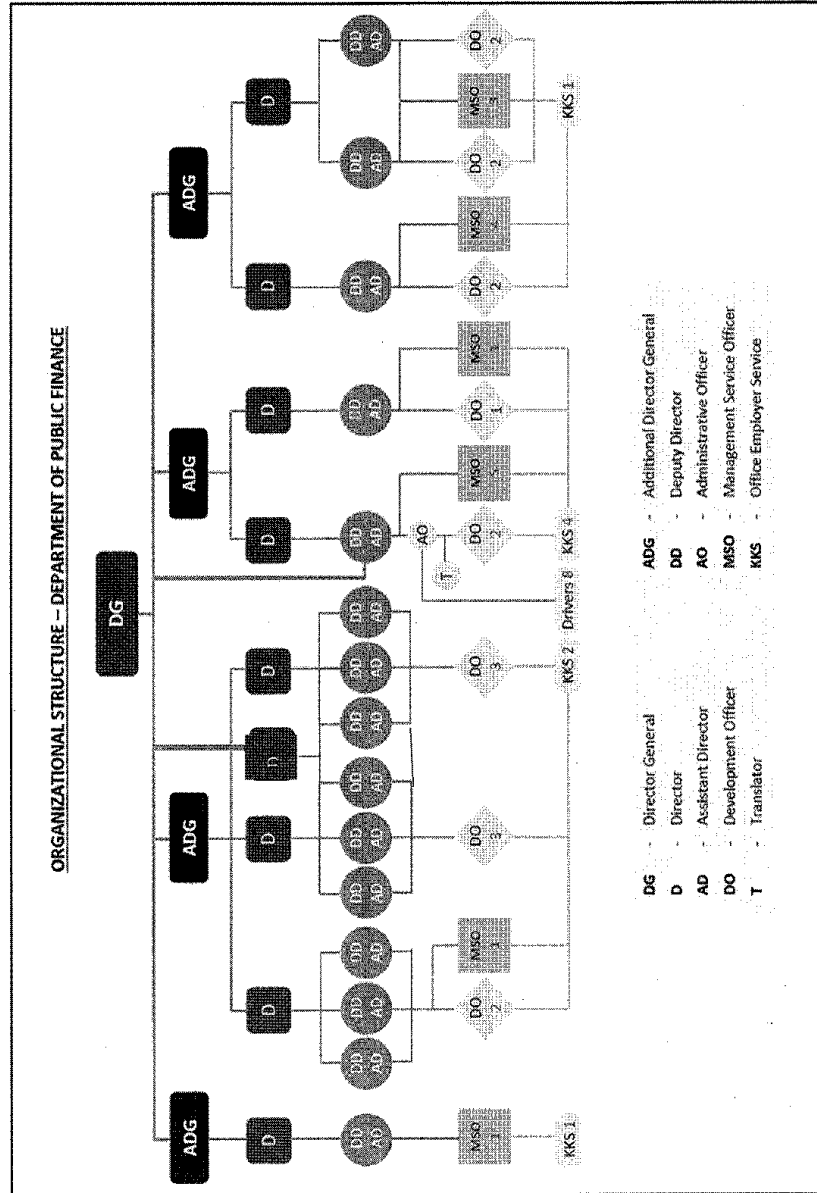 ORGANIZATIONAL STRUCTURE – DEPARTMENT OF PUBLIC FINANCE
DG
ADG ADG ADG ADG
D D D D D D D D D
DD DD DD DD DD DD DD DD DD DD DD DD DD DD DD
AD AD AD AD AD AD AD AD AD AD AD AD AD AD AD
AO
T
MSO DO MSO DO DO DO MSO DO MSO DO MSO DO MSO DO
1 2 1 3 3 2 1 2 2 2
KKS 1 KKS 2 Drivers 8 KKS 4 KKS 1
DG - Director General ADG - Additional Director General
D - Director DD - Deputy Director
AD - Assistant Director AO - Administrative Officer
DO - Development Officer MSO - Management Service Officer
T - Translator KKS - Office Employer Service